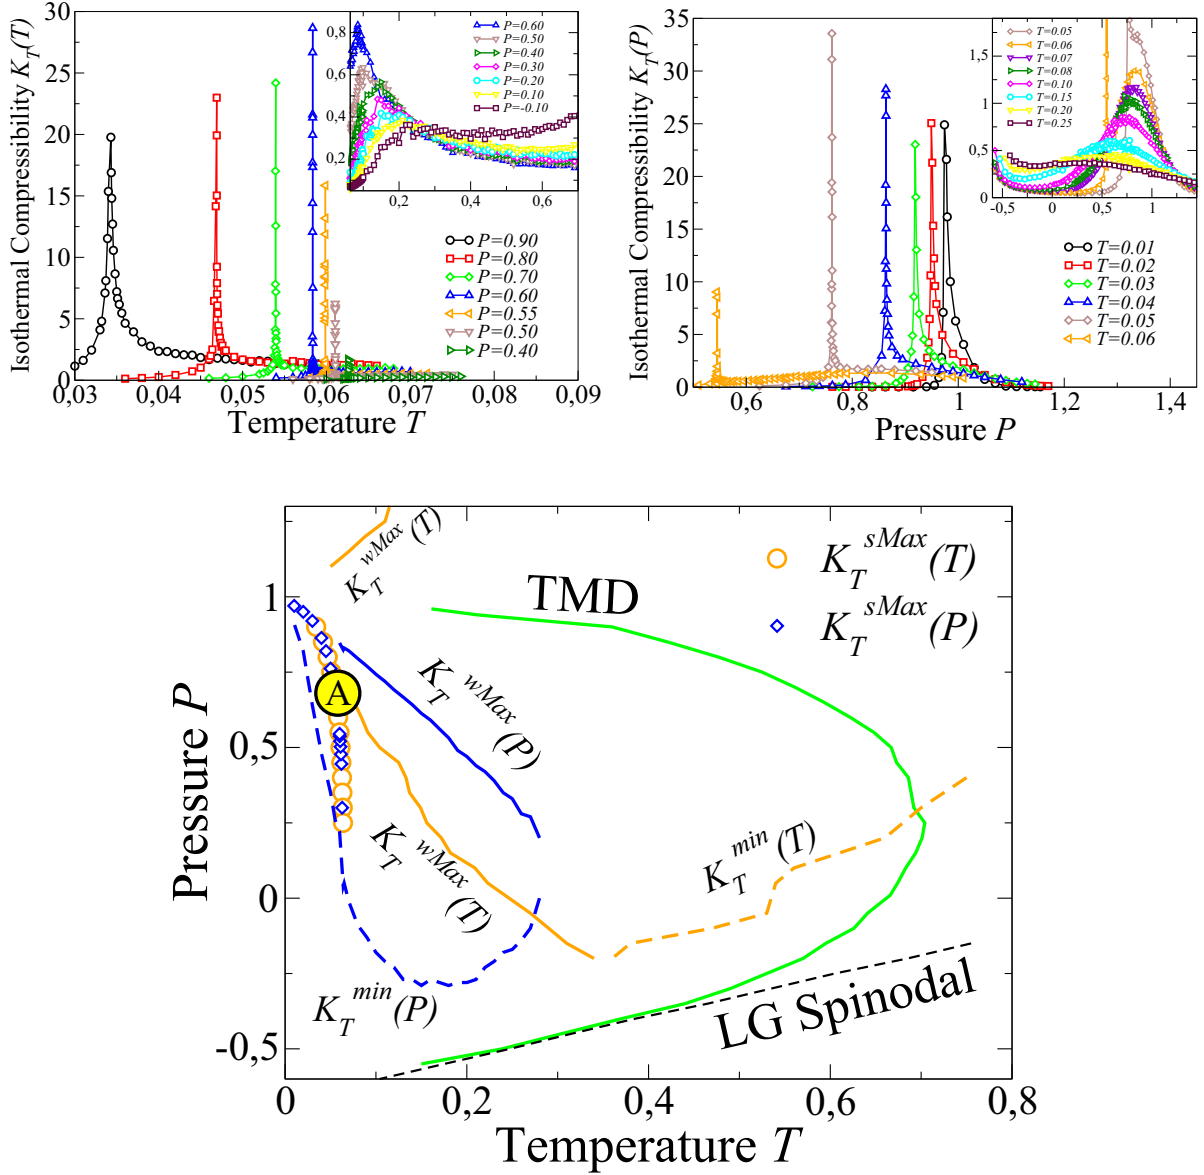 Isothermal Compressibility K_T(T)
30
25
20
15
10
5
0
0,03
0,04
0,05
0,06
0,07
0,08
0,09
Temperature T
P=0.90
P=0.80
P=0.70
P=0.60
P=0.55
P=0.50
P=0.40
0,8
0,6
0,4
0,2
0,2
0,4
0,6
P=0.60
P=0.50
P=0.40
P=0.30
P=0.20
P=0.10
P=-0.10
Isothermal Compressibility K_T(P)
35
30
25
20
15
10
5
0
0,6
0,8
1
1,2
1,4
Pressure P
T=0.01
T=0.02
T=0.03
T=0.04
T=0.05
T=0.06
1,5
1
0,5
0
-0,5
0
0,5
1
T=0.05
T=0.06
T=0.07
T=0.08
T=0.10
T=0.15
T=0.20
T=0.25
Pressure P
1
0,5
0
-0,5
0
0,2
0,4
0,6
0,8
Temperature T
K_T^wMax(T)
TMD
K_T^sMax(T)
K_T^sMax(P)
A
K_T^wMax(P)
K_T^wMax(T)
K_T^min(T)
K_T^min(P)
LG Spinodal